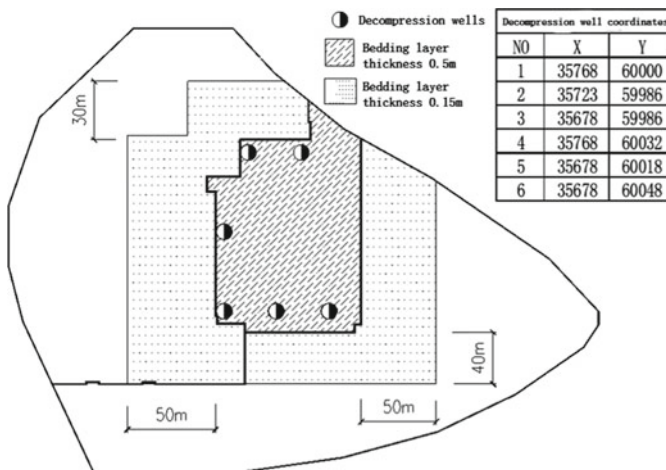 Decompression wells
Bedding layer
thickness 0.5m
Bedding layer
thickness 0.15m
Decompression well coordinates
NO X Y
1 35768 60000
2 35723 59986
3 35678 59986
4 35768 60032
5 35678 60018
6 35678 60048
30m
40m
50m
50m